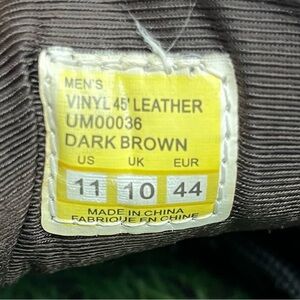 MEN'S
VINYL 45' LEATHER
UM00036
DARK BROWN
US UK EUR
11 10 44
MADE IN CHINA
FABRIQUE EN CHINE